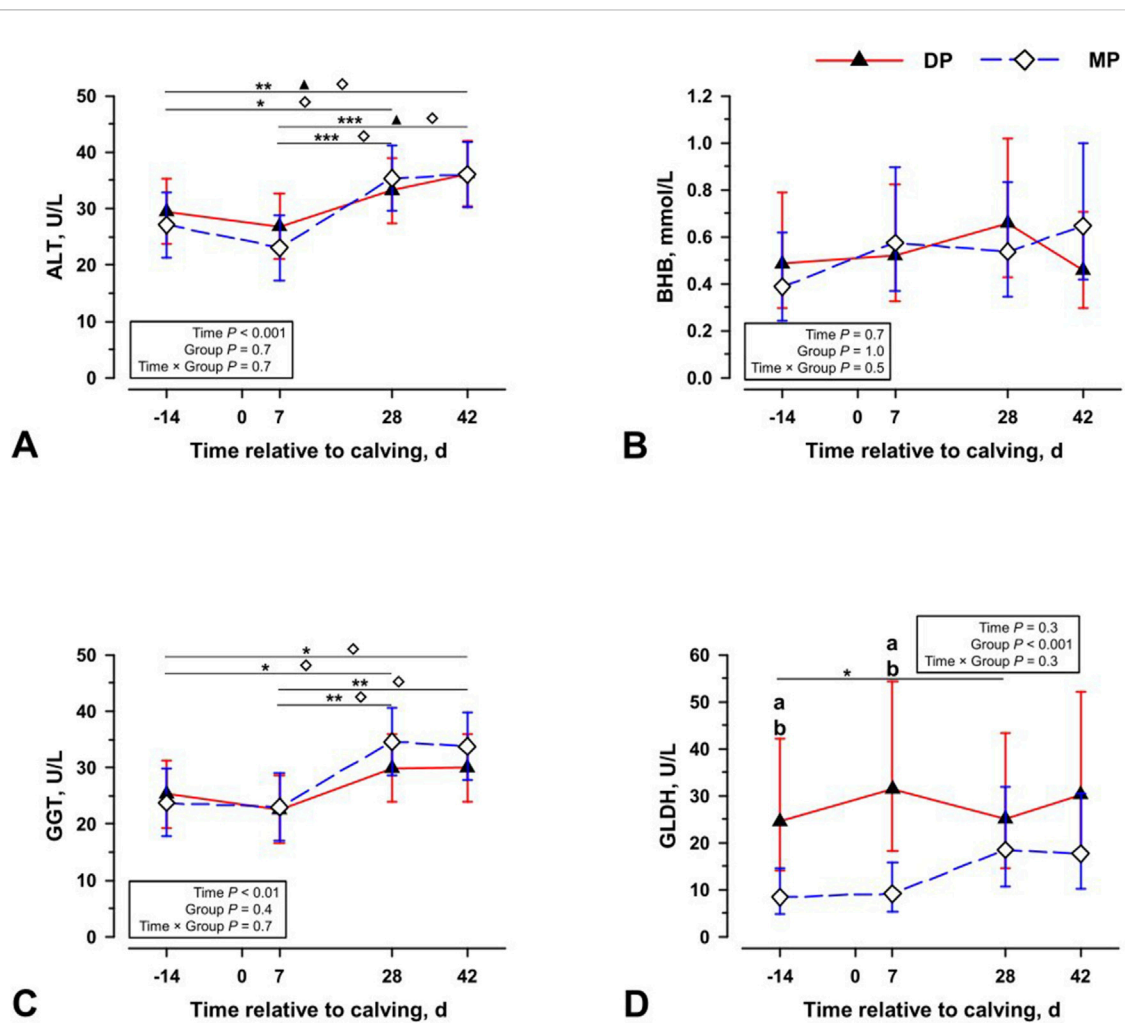 DP MP
** ▲ ◇
* ◇
*** ▲ ◇
*** ◇
50
40
30
20
10
0
ALT, U/L
Time P < 0.001
Group P = 0.7
Time × Group P = 0.7
-14 0 7 28 42
Time relative to calving, d
A
1.2
1.0
0.8
0.6
0.4
0.2
0.0
BHB, mmol/L
Time P = 0.7
Group P = 1.0
Time × Group P = 0.5
-14 0 7 28 42
Time relative to calving, d
B
* ◇
* ◇
** ◇
** ◇
50
40
30
20
10
0
GGT, U/L
Time P < 0.01
Group P = 0.4
Time × Group P = 0.7
-14 0 7 28 42
Time relative to calving, d
C
Time P = 0.3
Group P < 0.001
Time × Group P = 0.3
a
b
*
a
b
60
50
40
30
20
10
0
GLDH, U/L
-14 0 7 28 42
Time relative to calving, d
D